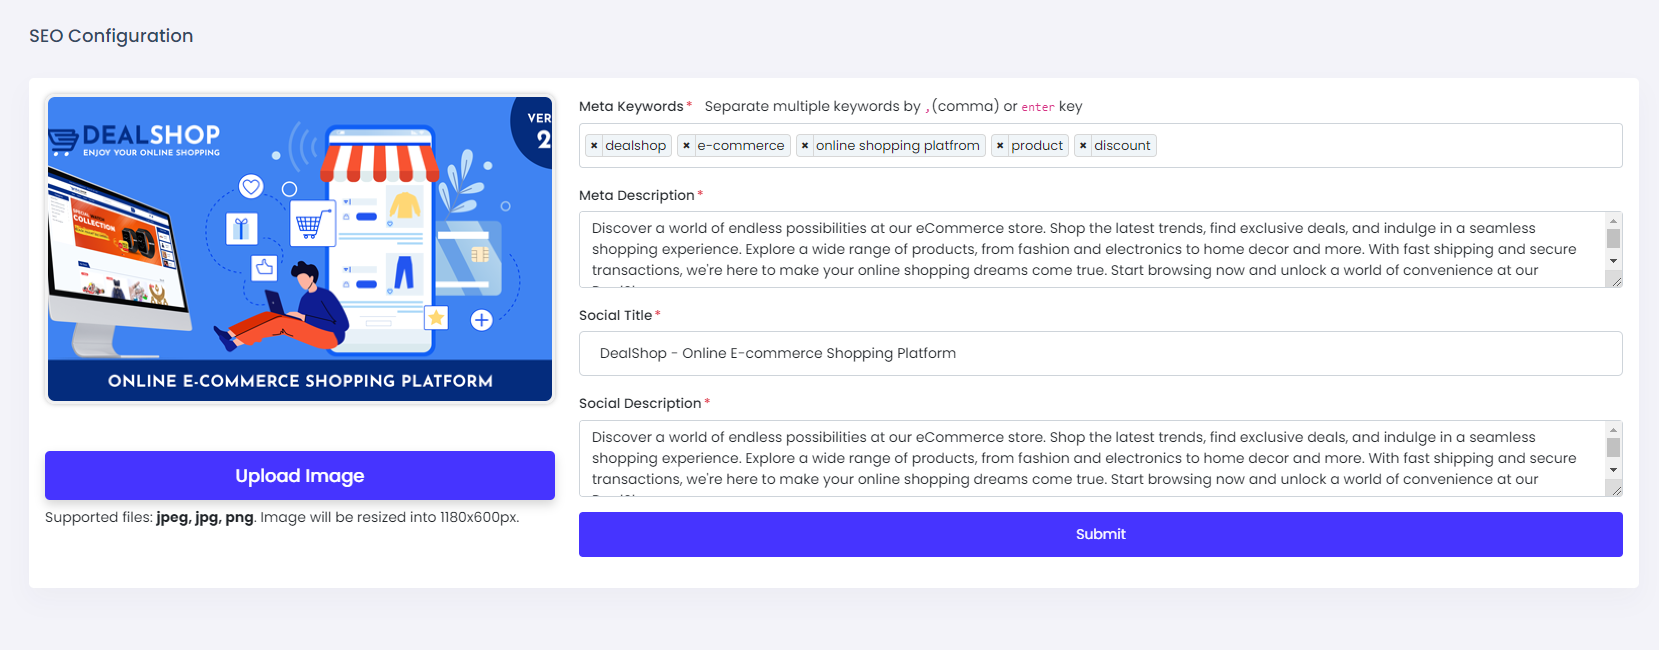 SEO Configuration
DEALSHOP
ENJOY YOUR ONLINE SHOPPING
VER
2
COLLECTION
ONLINE E-COMMERCE SHOPPING PLATFORM
Upload Image
Supported files: jpeg, jpg, png. Image will be resized into 1180x600px.
Meta Keywords * Separate multiple keywords by ,(comma) or enter key
× dealshop × e-commerce × online shopping platfrom × product × discount
Meta Description *
Discover a world of endless possibilities at our eCommerce store. Shop the latest trends, find exclusive deals, and indulge in a seamless
shopping experience. Explore a wide range of products, from fashion and electronics to home decor and more. With fast shipping and secure
transactions, we're here to make your online shopping dreams come true. Start browsing now and unlock a world of convenience at our
Social Title *
DealShop - Online E-commerce Shopping Platform
Social Description *
Discover a world of endless possibilities at our eCommerce store. Shop the latest trends, find exclusive deals, and indulge in a seamless
shopping experience. Explore a wide range of products, from fashion and electronics to home decor and more. With fast shipping and secure
transactions, we're here to make your online shopping dreams come true. Start browsing now and unlock a world of convenience at our
Submit